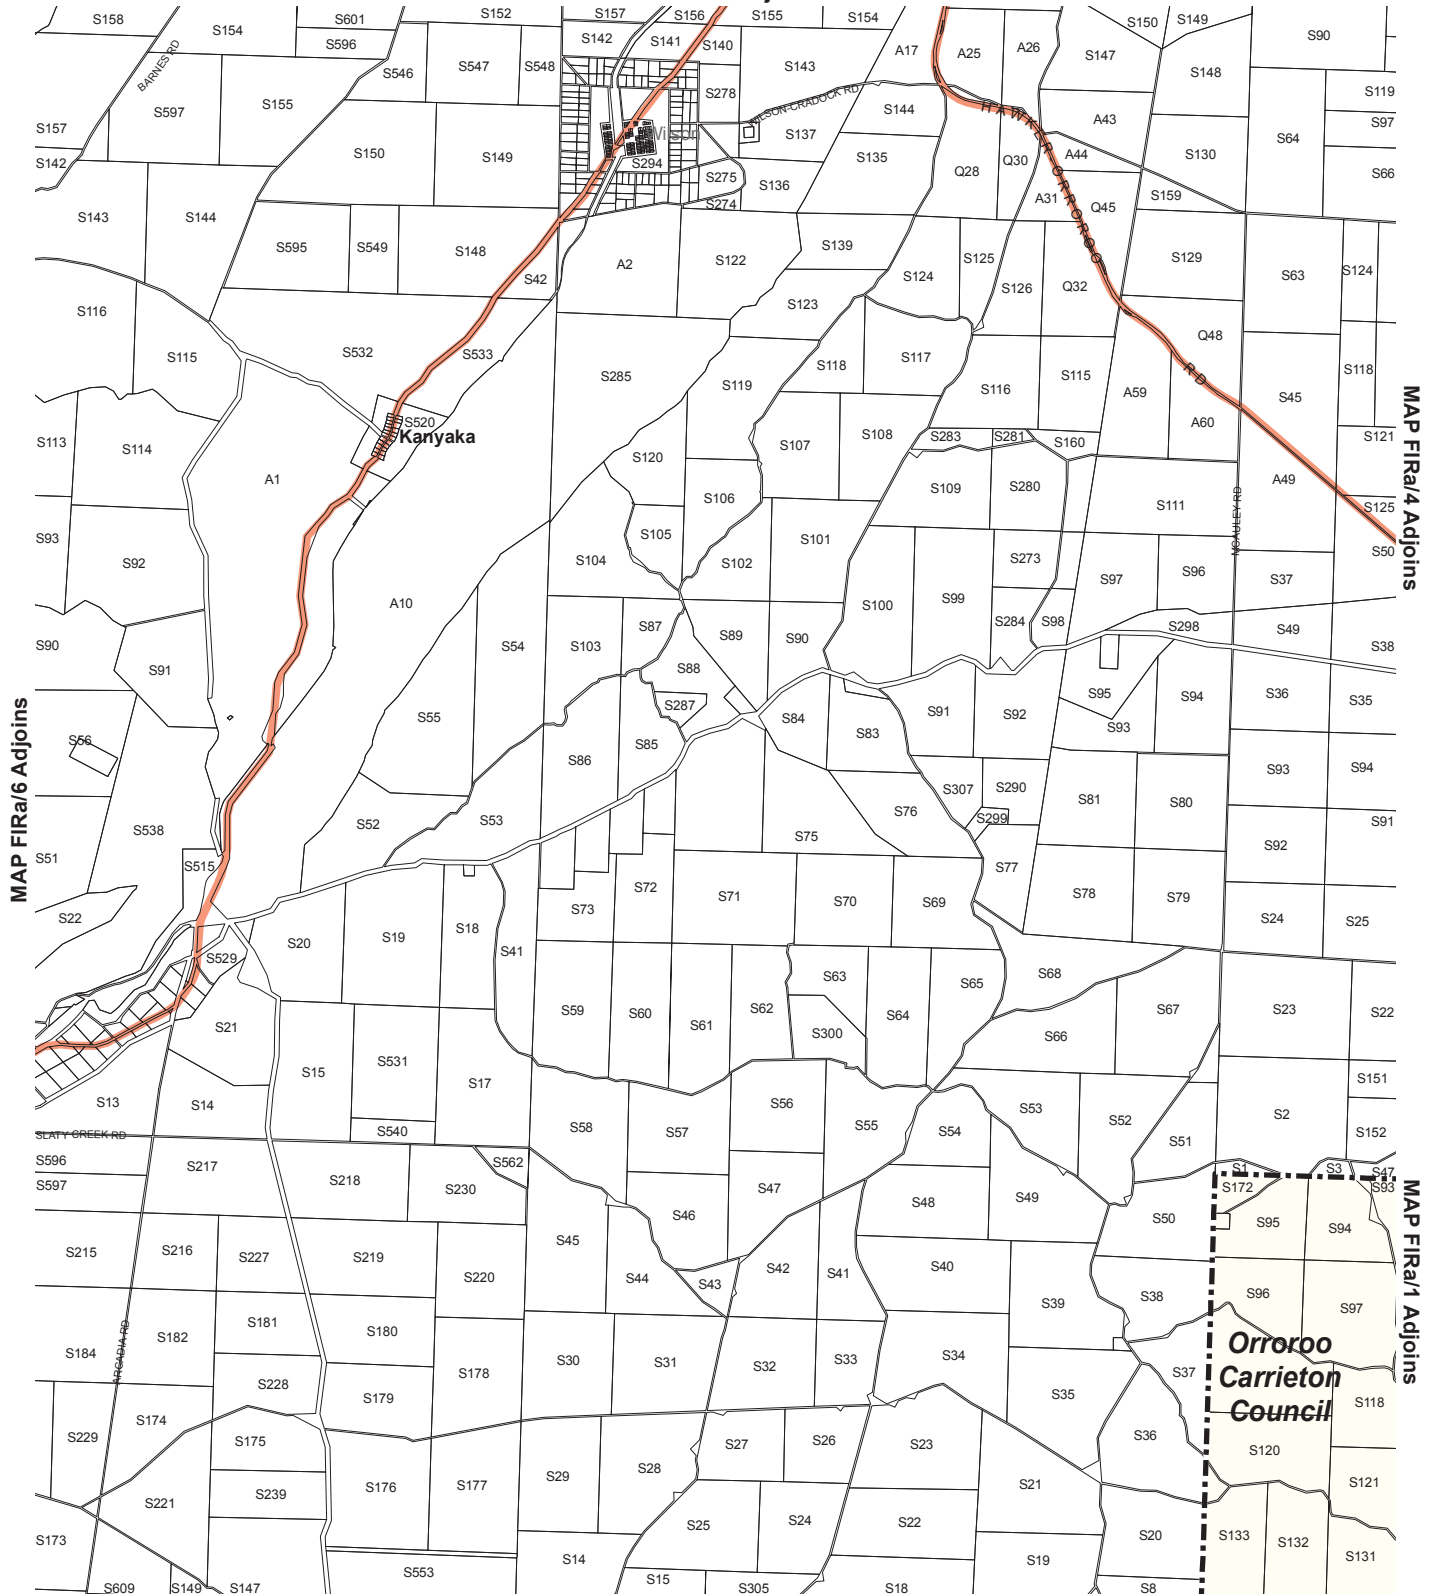 S158
S154
S601
S152
S157
S156
S155
S154
S150
S149
S90
S596
S142
S141
S140
A17
A25
A26
S147
BARNES RD
S546
S547
S548
S143
S148
S119
S597
S155
S278
WILSON-CRADOCK RD
S144
HAWKER-ORROROO RD
A43
S97
S157
S150
S149
Wilson
S137
S64
S142
S294
S135
Q28
Q30
A44
S130
S66
S275
S136
A31
Q45
S159
S143
S144
S274
S595
S549
S148
S42
A2
S122
S139
S124
S125
S126
Q32
S129
S63
S124
S116
S123
S115
S532
S533
S285
S119
S118
S117
S116
S115
A59
Q48
S45
S118
MAP FIRa/4 Adjoins
S113
S114
S520
Kanyaka
S107
S108
S283
S281
S160
A60
S121
A1
S120
S106
S109
S280
S111
MCAULEY RD
A49
S125
S93
S92
S104
S105
S102
S101
S273
S50
A10
S100
S99
S97
S96
S37
S90
S91
S54
S103
S87
S89
S90
S284
S98
S298
S49
S38
MAP FIRa/6 Adjoins
S88
S95
S94
S36
S35
S56
S55
S287
S84
S83
S91
S92
S93
S86
S85
S93
S94
S538
S52
S53
S75
S76
S307
S290
S299
S81
S80
S91
S51
S515
S77
S92
S22
S72
S71
S70
S69
S78
S79
S24
S25
S20
S19
S18
S41
S73
S529
S59
S60
S61
S62
S63
S64
S65
S68
S67
S23
S22
S21
S300
S66
S15
S531
S17
S151
S13
S14
S58
S57
S56
S55
S54
S53
S52
S51
S2
S152
SLATY CREEK RD
S540
S596
S217
S562
S1
S3
S47
S597
S218
S230
S47
S48
S49
S172
S93
MAP FIRa/1 Adjoins
S215
S216
S227
S219
S220
S45
S46
S50
S95
S94
S44
S43
S42
S41
S40
S39
S38
S96
S97
S184
S182
S181
S180
ARCADIA RD
S30
S31
S32
S33
S34
S37
Orroroo
Carrieton
Council
S228
S179
S178
S35
S118
S229
S174
S175
S27
S26
S23
S36
S120
S239
S176
S177
S29
S28
S21
S121
S221
S25
S24
S22
S20
S133
S132
S131
S173
S553
S14
S19
S609
S149
S147
S15
S305
S18
S8